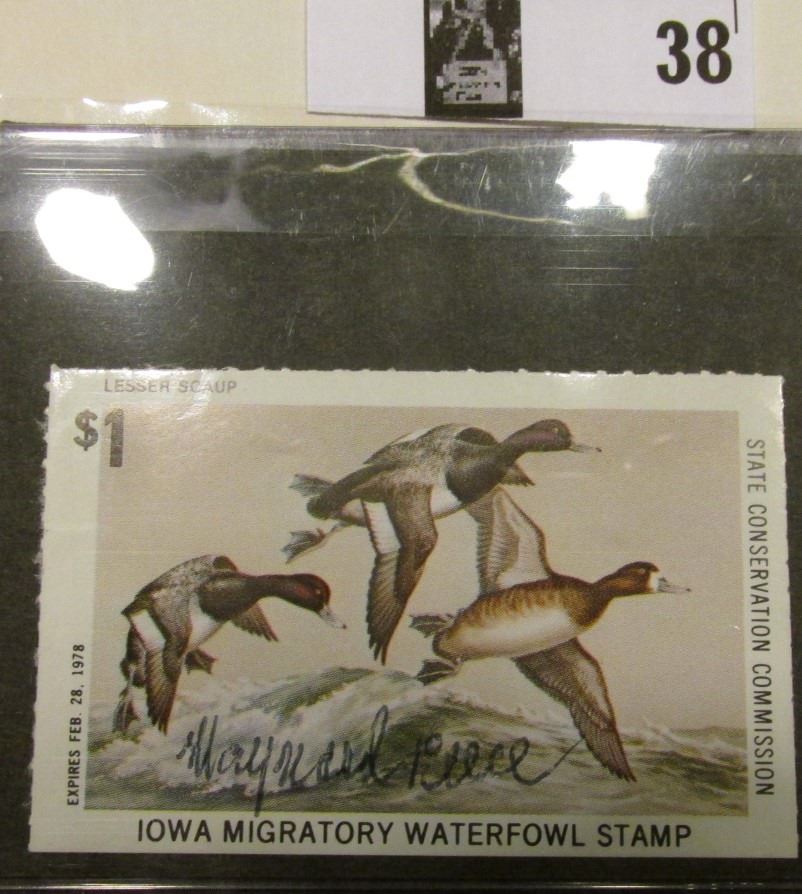 38
LESSER SCAUP
$1
STATE CONSERVATION COMMISSION
EXPIRES FEB. 28, 1978
Maynard Reece
IOWA MIGRATORY WATERFOWL STAMP